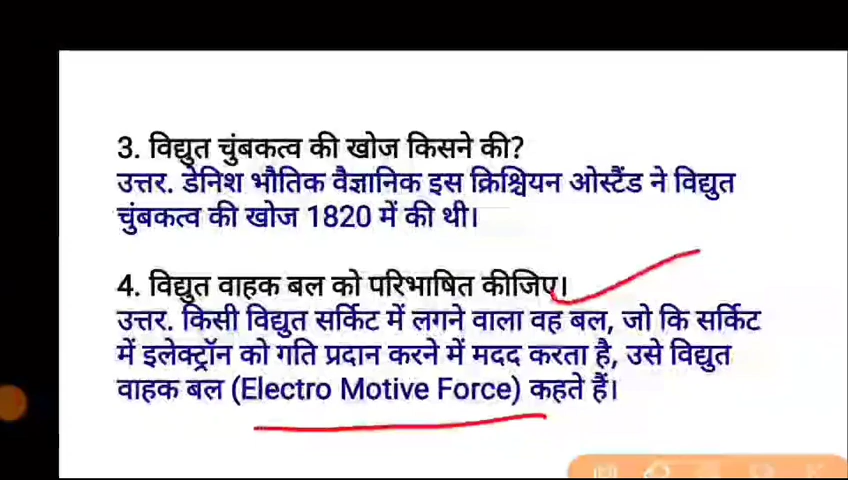 3. विद्युत चुंबकत्व की खोज किसने की?
उत्तर. डेनिश भौतिक वैज्ञानिक इस क्रिश्चियन ओस्टैंड ने विद्युत
चुंबकत्व की खोज 1820 में की थी।
4. विद्युत वाहक बल को परिभाषित कीजिए।
उत्तर. किसी विद्युत सर्किट में लगने वाला वह बल, जो कि सर्किट
में इलेक्ट्रॉन को गति प्रदान करने में मदद करता है, उसे विद्युत
वाहक बल (Electro Motive Force) कहते हैं।